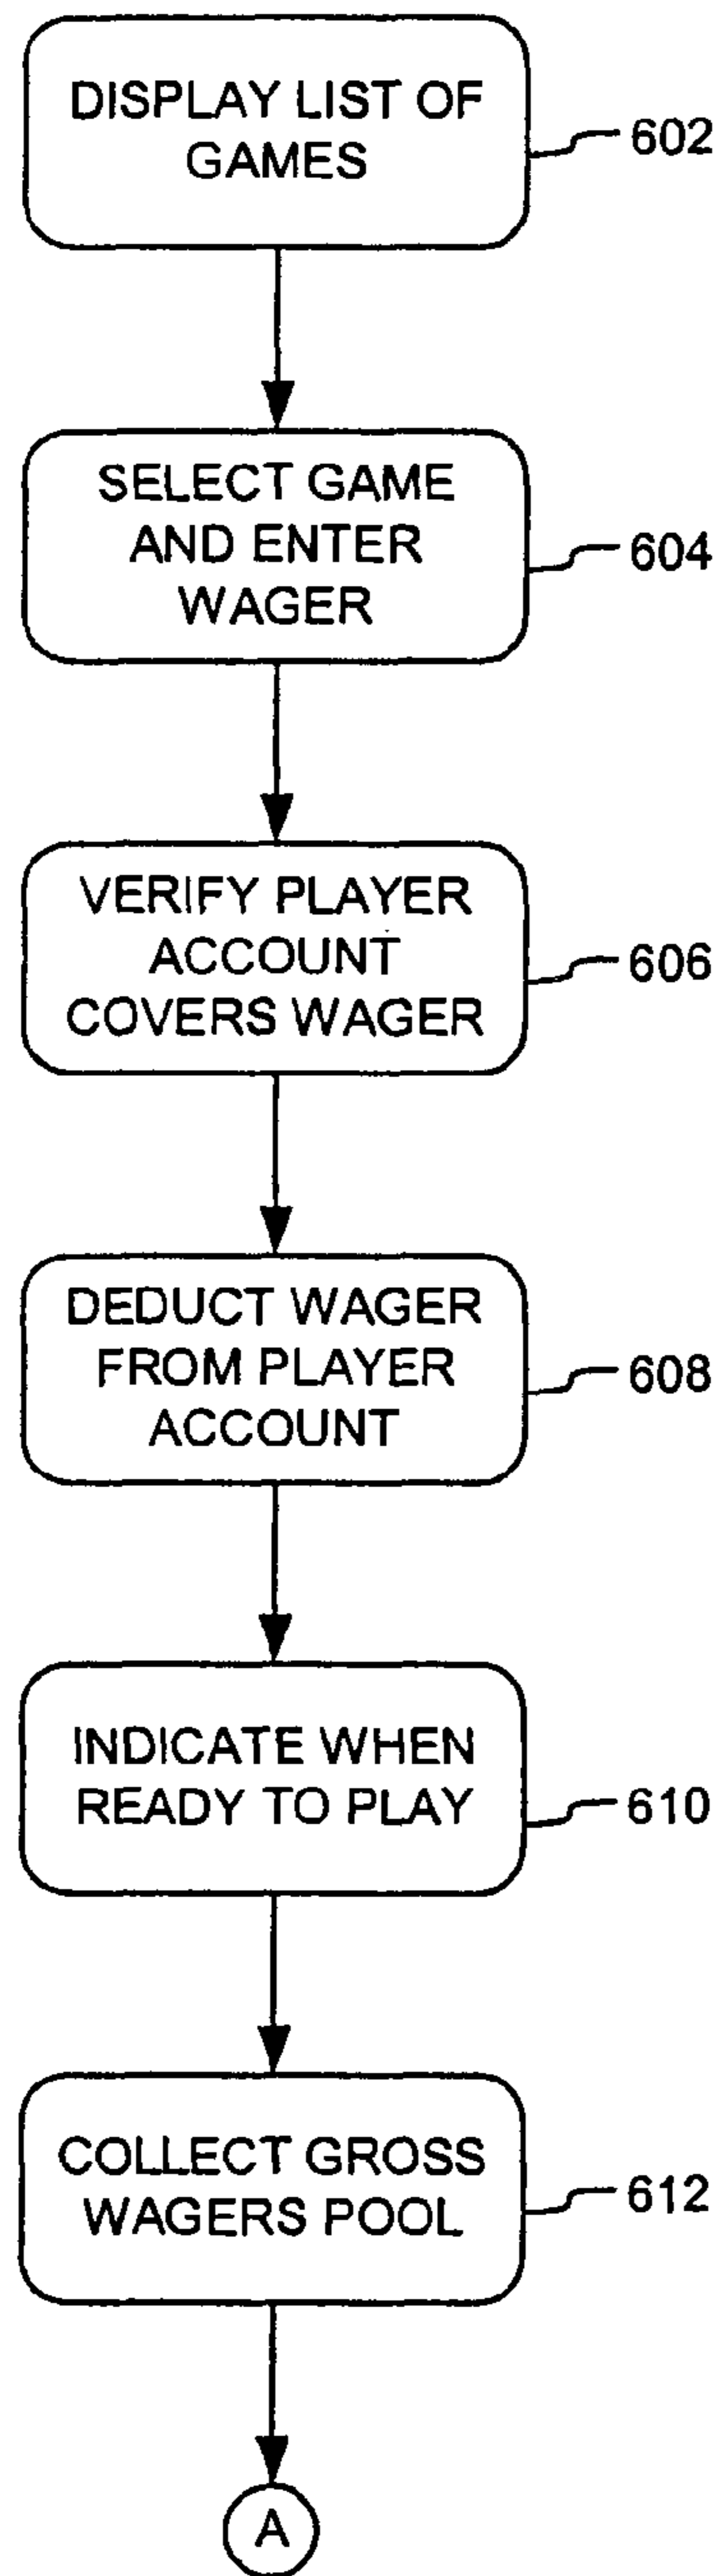 DISPLAY LIST OF
GAMES
602
SELECT GAME
AND ENTER
WAGER
604
VERIFY PLAYER
ACCOUNT
COVERS WAGER
606
DEDUCT WAGER
FROM PLAYER
ACCOUNT
608
INDICATE WHEN
READY TO PLAY
610
COLLECT GROSS
WAGERS POOL
612
A